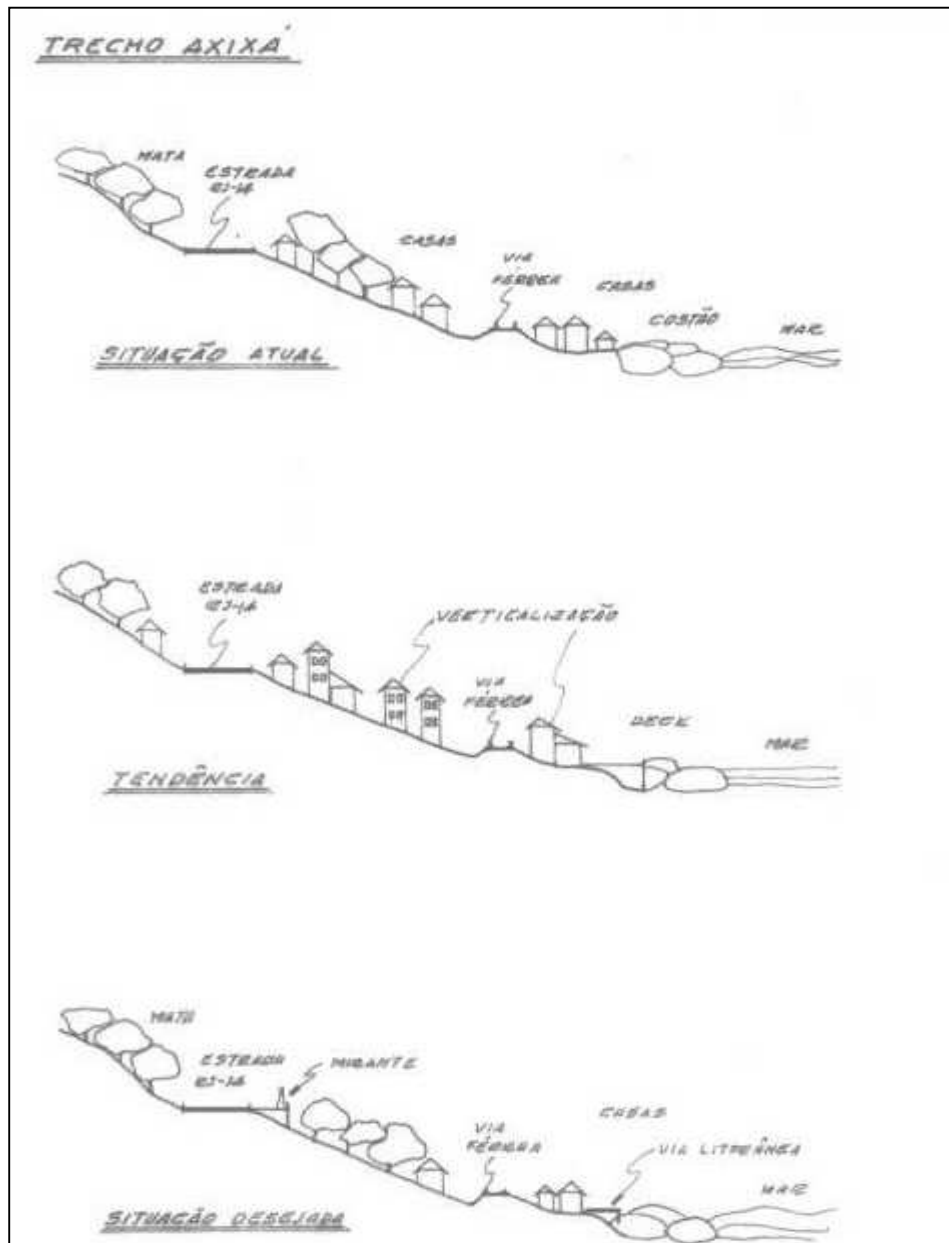 TRECHO AXIXÁ
MATA
ESTRADA
RJ-14
CASAS
VIA
FÉRREA
CASAS
COSTÃO
MAR
SITUAÇÃO ATUAL
ESTRADA
RJ-14
VERTICALIZAÇÃO
VIA
FÉRREA
DECK
MAR
TENDÊNCIA
MATA
ESTRADA
RJ-14
MIRANTE
CASAS
VIA
FÉRREA
VIA LITORÂNEA
MAR
SITUAÇÃO DESEJADA